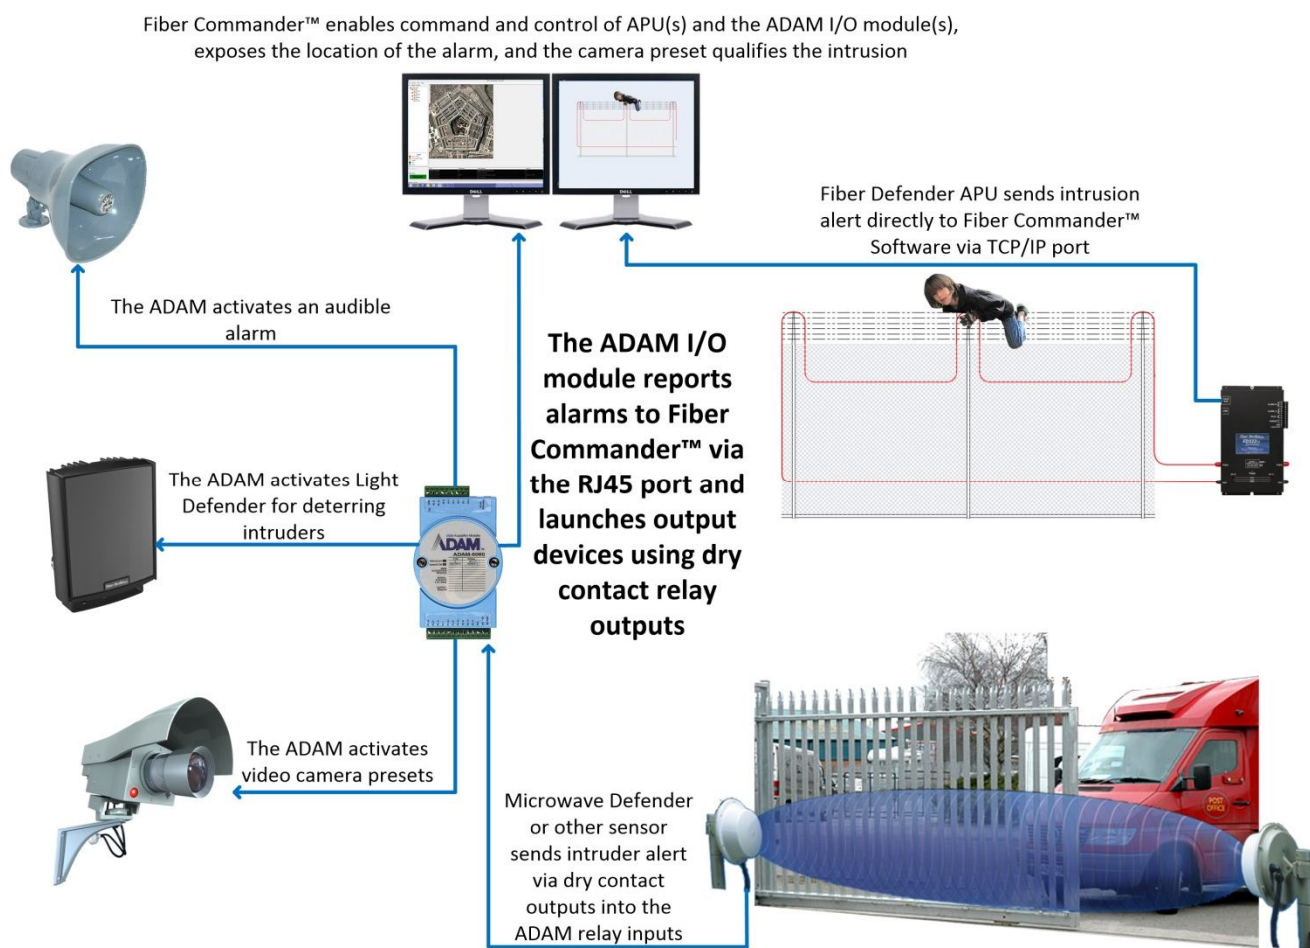 Fiber Commander™ enables command and control of APU(s) and the ADAM I/O module(s),
exposes the location of the alarm, and the camera preset qualifies the intrusion
DELL
DELL
Fiber Defender APU sends intrusion
alert directly to Fiber Commander™
Software via TCP/IP port
The ADAM activates an audible
alarm
The ADAM I/O
module reports
alarms to Fiber
Commander™ via
the RJ45 port and
launches output
devices using dry
contact relay
outputs
The ADAM activates Light
Defender for deterring
intruders
ADAM
ADAM-6060
The ADAM activates
video camera presets
Microwave Defender
or other sensor
sends intruder alert
via dry contact
outputs into the
ADAM relay inputs
POST
OFFICE